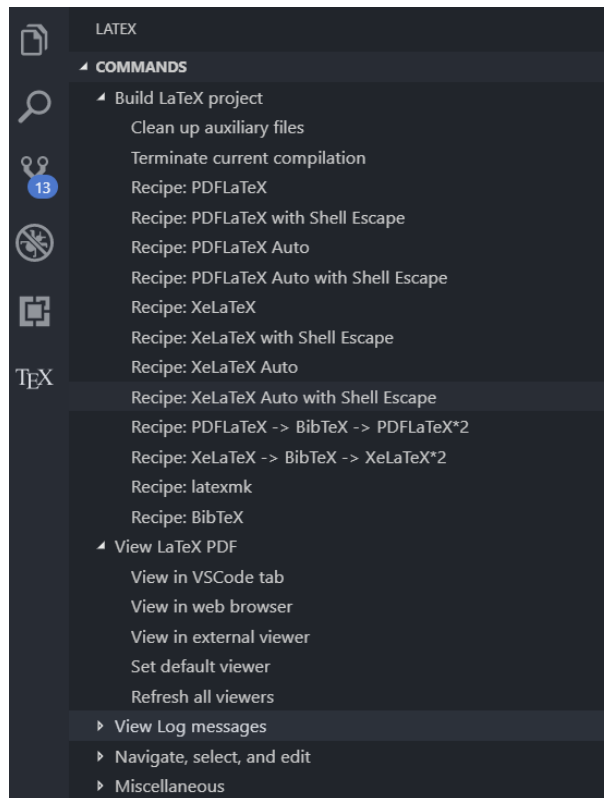 LATEX
COMMANDS
Build LaTeX project
Clean up auxiliary files
Terminate current compilation
Recipe: PDFLaTeX
Recipe: PDFLaTeX with Shell Escape
Recipe: PDFLaTeX Auto
Recipe: PDFLaTeX Auto with Shell Escape
Recipe: XeLaTeX
Recipe: XeLaTeX with Shell Escape
Recipe: XeLaTeX Auto
Recipe: XeLaTeX Auto with Shell Escape
Recipe: PDFLaTeX -> BibTeX -> PDFLaTeX*2
Recipe: XeLaTeX -> BibTeX -> XeLaTeX*2
Recipe: latexmk
Recipe: BibTeX
View LaTeX PDF
View in VSCode tab
View in web browser
View in external viewer
Set default viewer
Refresh all viewers
View Log messages
Navigate, select, and edit
Miscellaneous
13
TEX